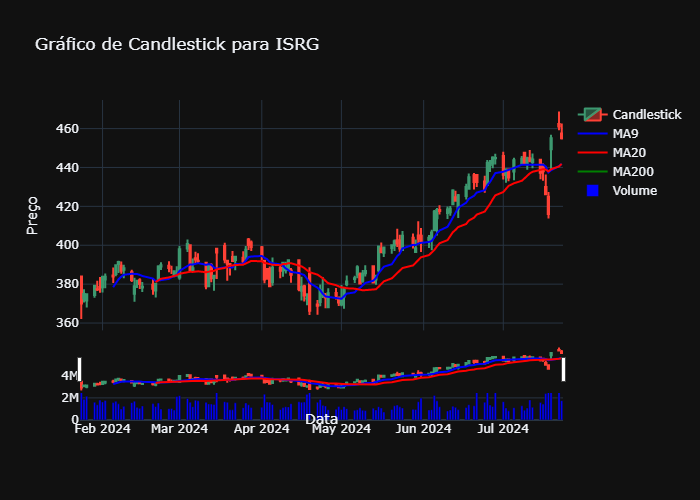 Gráfico de Candlestick para ISRG
460
440
420
400
380
360
Preço
Candlestick
MA9
MA20
MA200
Volume
4M
2M
0
Data
Feb 2024
Mar 2024
Apr 2024
May 2024
Jun 2024
Jul 2024